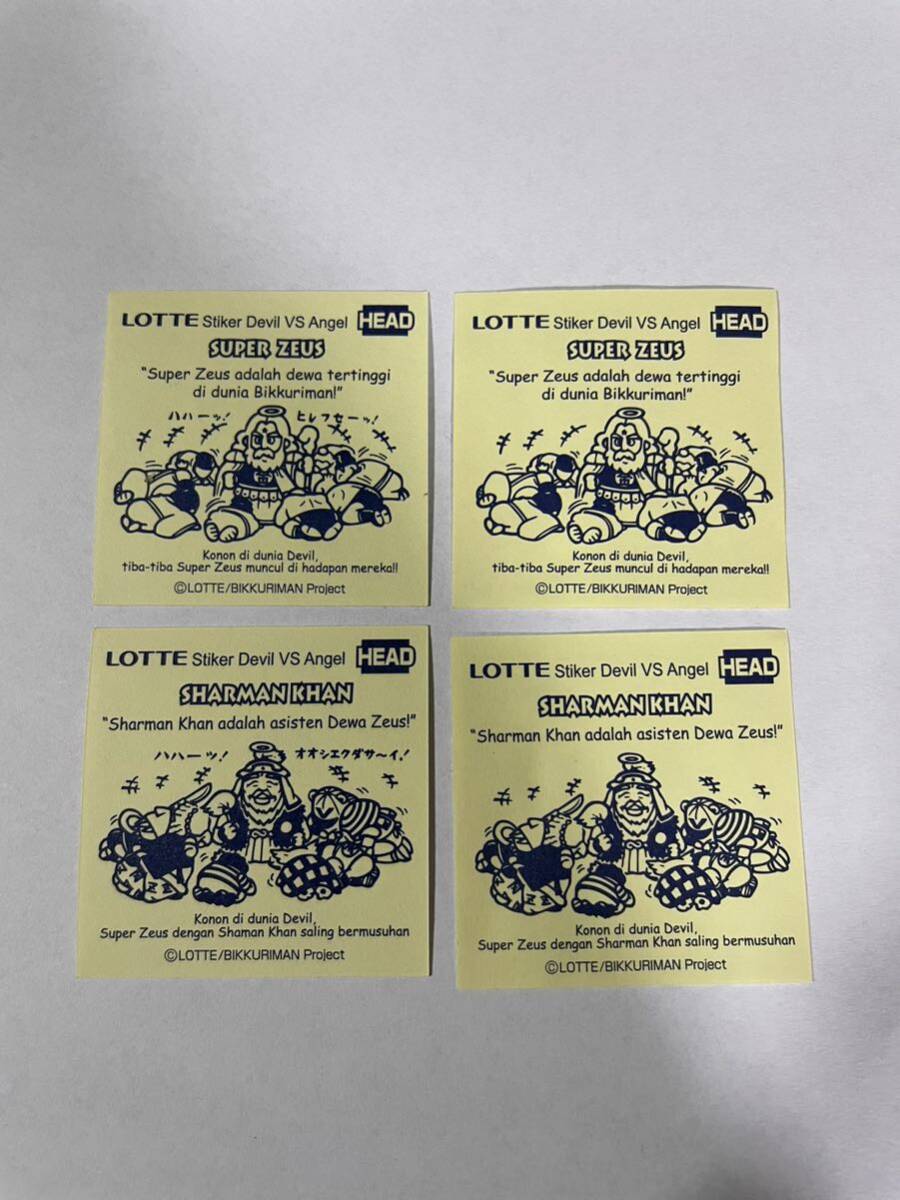 LOTTE Stiker Devil VS Angel HEAD
SUPER ZEUS
"Super Zeus adalah dewa tertinggi
di dunia Bikkuriman!"
ハハーッ! ヒレフセーッ!
Konon di dunia Devil,
tiba-tiba Super Zeus muncul di hadapan mereka!!
©LOTTE/BIKKURIMAN Project
LOTTE Stiker Devil VS Angel HEAD
SUPER ZEUS
"Super Zeus adalah dewa tertinggi
di dunia Bikkuriman!"
Konon di dunia Devil,
tiba-tiba Super Zeus muncul di hadapan mereka!!
©LOTTE/BIKKURIMAN Project
LOTTE Stiker Devil VS Angel HEAD
SHARMAN KHAN
"Sharman Khan adalah asisten Dewa Zeus!"
ハハーッ! オオシエクダサ〜イ!
Konon di dunia Devil,
Super Zeus dengan Shaman Khan saling bermusuhan
©LOTTE/BIKKURIMAN Project
LOTTE Stiker Devil VS Angel HEAD
SHARMAN KHAN
"Sharman Khan adalah asisten Dewa Zeus!"
Konon di dunia Devil,
Super Zeus dengan Sharman Khan saling bermusuhan
©LOTTE/BIKKURIMAN Project